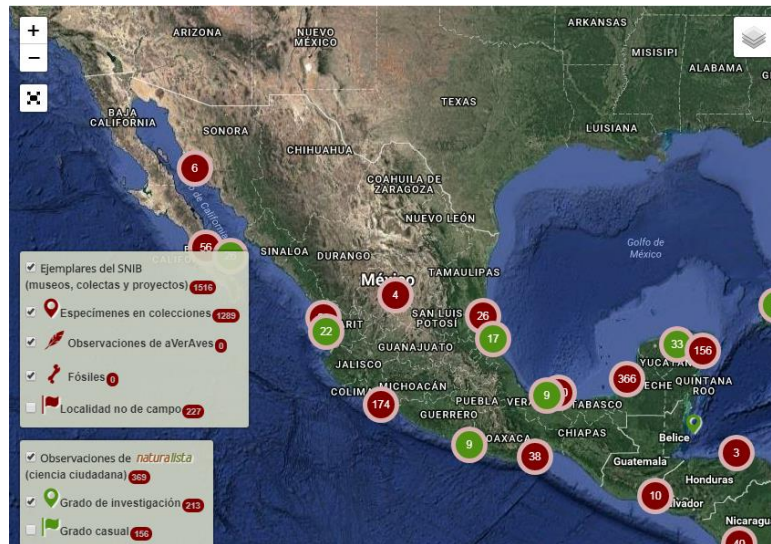 +
−
ARIZONA
NUEVO
MÉXICO
ARKANSAS
MISISIPI
ALABAMA
TEXAS
LUISIANA
BAJA
CALIFORNIA
SONORA
CHIHUAHUA
COAHUILA DE
ZARAGOZA
NUEVO LEÓN
6
de California
Golfo de
México
56
SINALOA
DURANGO
TAMAULIPAS
México
4
SAN LUIS
POTOSÍ
26
22
17
33
156
GUANAJUATO
JALISCO
COLIMA
MICHOACÁN
174
366
QUINTANA
ROO
PUEBLA
9
TABASCO
GUERRERO
9
OAXACA
CHIAPAS
38
Belice
3
Guatemala
Honduras
10
49
Ejemplares del SNIB
(museos, colectas y proyectos) 1516
Especímenes en colecciones 1289
Observaciones de aVerAves 0
Fósiles 0
Localidad no de campo 227
Observaciones de naturalista
(ciencia ciudadana) 369
Grado de investigación 213
Grado casual 156